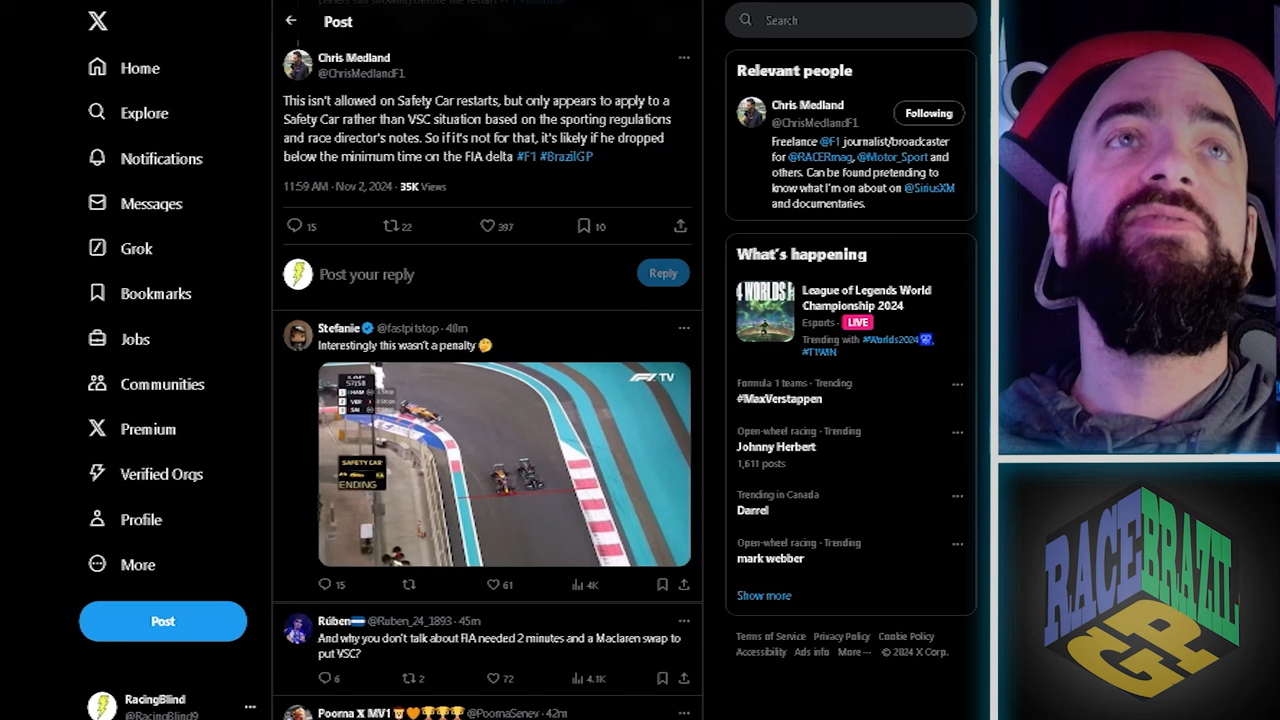 Home
Explore
Notifications
Messages
Grok
Bookmarks
Jobs
Communities
Premium
Verified Orgs
Profile
More
Post
RacingBlind
@RacingBlind9
Post
Chris Medland
@ChrisMedlandF1
This isn't allowed on Safety Car restarts, but only appears to apply to a
Safety Car rather than VSC situation based on the sporting regulations
and race director's notes. So if it's not for that, it's likely if he dropped
below the minimum time on the FIA delta #F1 #BrazilGP
11:59 AM · Nov 2, 2024 · 35K Views
15 22 397 10
Post your reply
Reply
Stefanie @fastpitstop · 48m
Interestingly this wasn't a penalty 🤔
F1 TV
LAP
57/58
1 HAM
2 VER
3 SAI
SAFETY CAR
ENDING
15 61 4K
Rúben @Ruben_24_1893 · 45m
And why you don't talk about FIA needed 2 minutes and a Maclaren swap to
put VSC?
6 2 72 4.1K
Poorna X MV1 🧡🏆🏆🏆🏆 @PoornaSenev · 42m
Search
Relevant people
Chris Medland
@ChrisMedlandF1
Following
Freelance @F1 journalist/broadcaster
for @RACERmag, @Motor_Sport and
others. Can be found pretending to
know what I'm on about on @SiriusXM
and documentaries.
What's happening
WORLDS
League of Legends World
Championship 2024
Esports · LIVE
Trending with #Worlds2024,
#T1WIN
Formula 1 teams · Trending
#MaxVerstappen
Open-wheel racing · Trending
Johnny Herbert
1,611 posts
Trending in Canada
Darrel
Open-wheel racing · Trending
mark webber
Show more
Terms of Service Privacy Policy Cookie Policy
Accessibility Ads info More ··· © 2024 X Corp.
RACE BRAZIL
GP